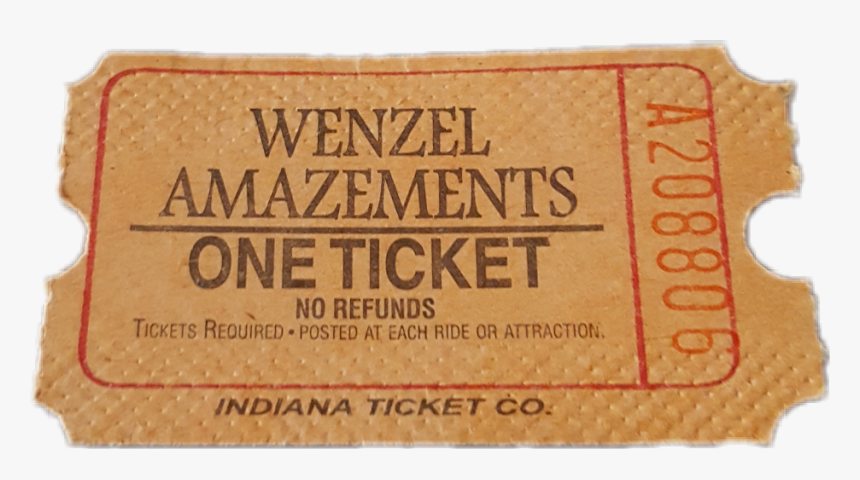 WENZEL
AMAZEMENTS
ONE TICKET
NO REFUNDS
TICKETS REQUIRED • POSTED AT EACH RIDE OR ATTRACTION.
INDIANA TICKET CO.
A208806